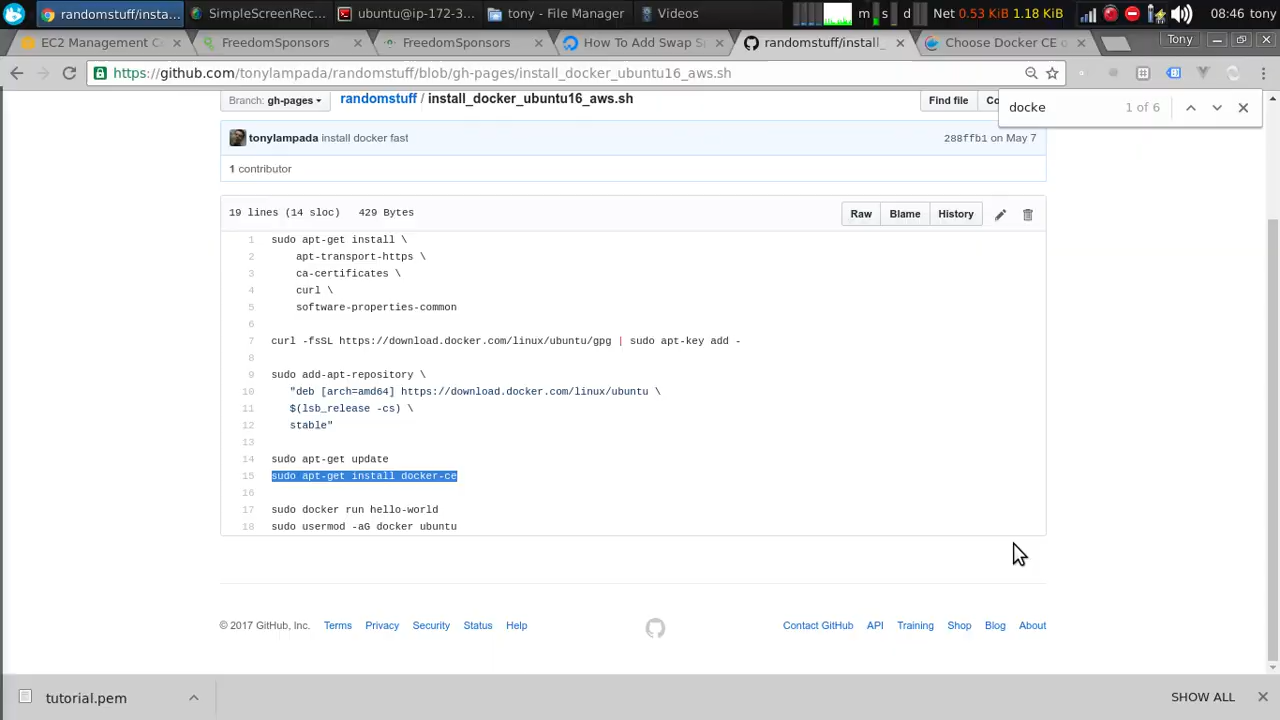 randomstuff/insta...
SimpleScreenRec...
ubuntu@ip-172-3...
tony - File Manager
Videos
m
s
d
Net 0.53 KiB 1.18 KiB
08:46 tony
EC2 Management C
FreedomSponsors
FreedomSponsors
How To Add Swap S
randomstuff/install_
Choose Docker CE o
Tony
https://github.com/tonylampada/randomstuff/blob/gh-pages/install_docker_ubuntu16_aws.sh
docke
1 of 6
Branch: gh-pages
randomstuff / install_docker_ubuntu16_aws.sh
Find file
Co
tonylampada install docker fast
288ffb1 on May 7
1 contributor
19 lines (14 sloc) 429 Bytes
Raw
Blame
History
1 sudo apt-get install \
2 apt-transport-https \
3 ca-certificates \
4 curl \
5 software-properties-common
6
7 curl -fsSL https://download.docker.com/linux/ubuntu/gpg | sudo apt-key add -
8
9 sudo add-apt-repository \
10 "deb [arch=amd64] https://download.docker.com/linux/ubuntu \
11 $(lsb_release -cs) \
12 stable"
13
14 sudo apt-get update
15 sudo apt-get install docker-ce
16
17 sudo docker run hello-world
18 sudo usermod -aG docker ubuntu
© 2017 GitHub, Inc. Terms Privacy Security Status Help
Contact GitHub API Training Shop Blog About
tutorial.pem
SHOW ALL